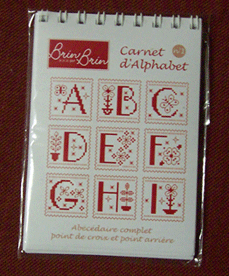 Brin
Brin
Carnet
d'Alphabet
A B C
D E F
G H I
Abécédaire complet
point de croix et point arrière